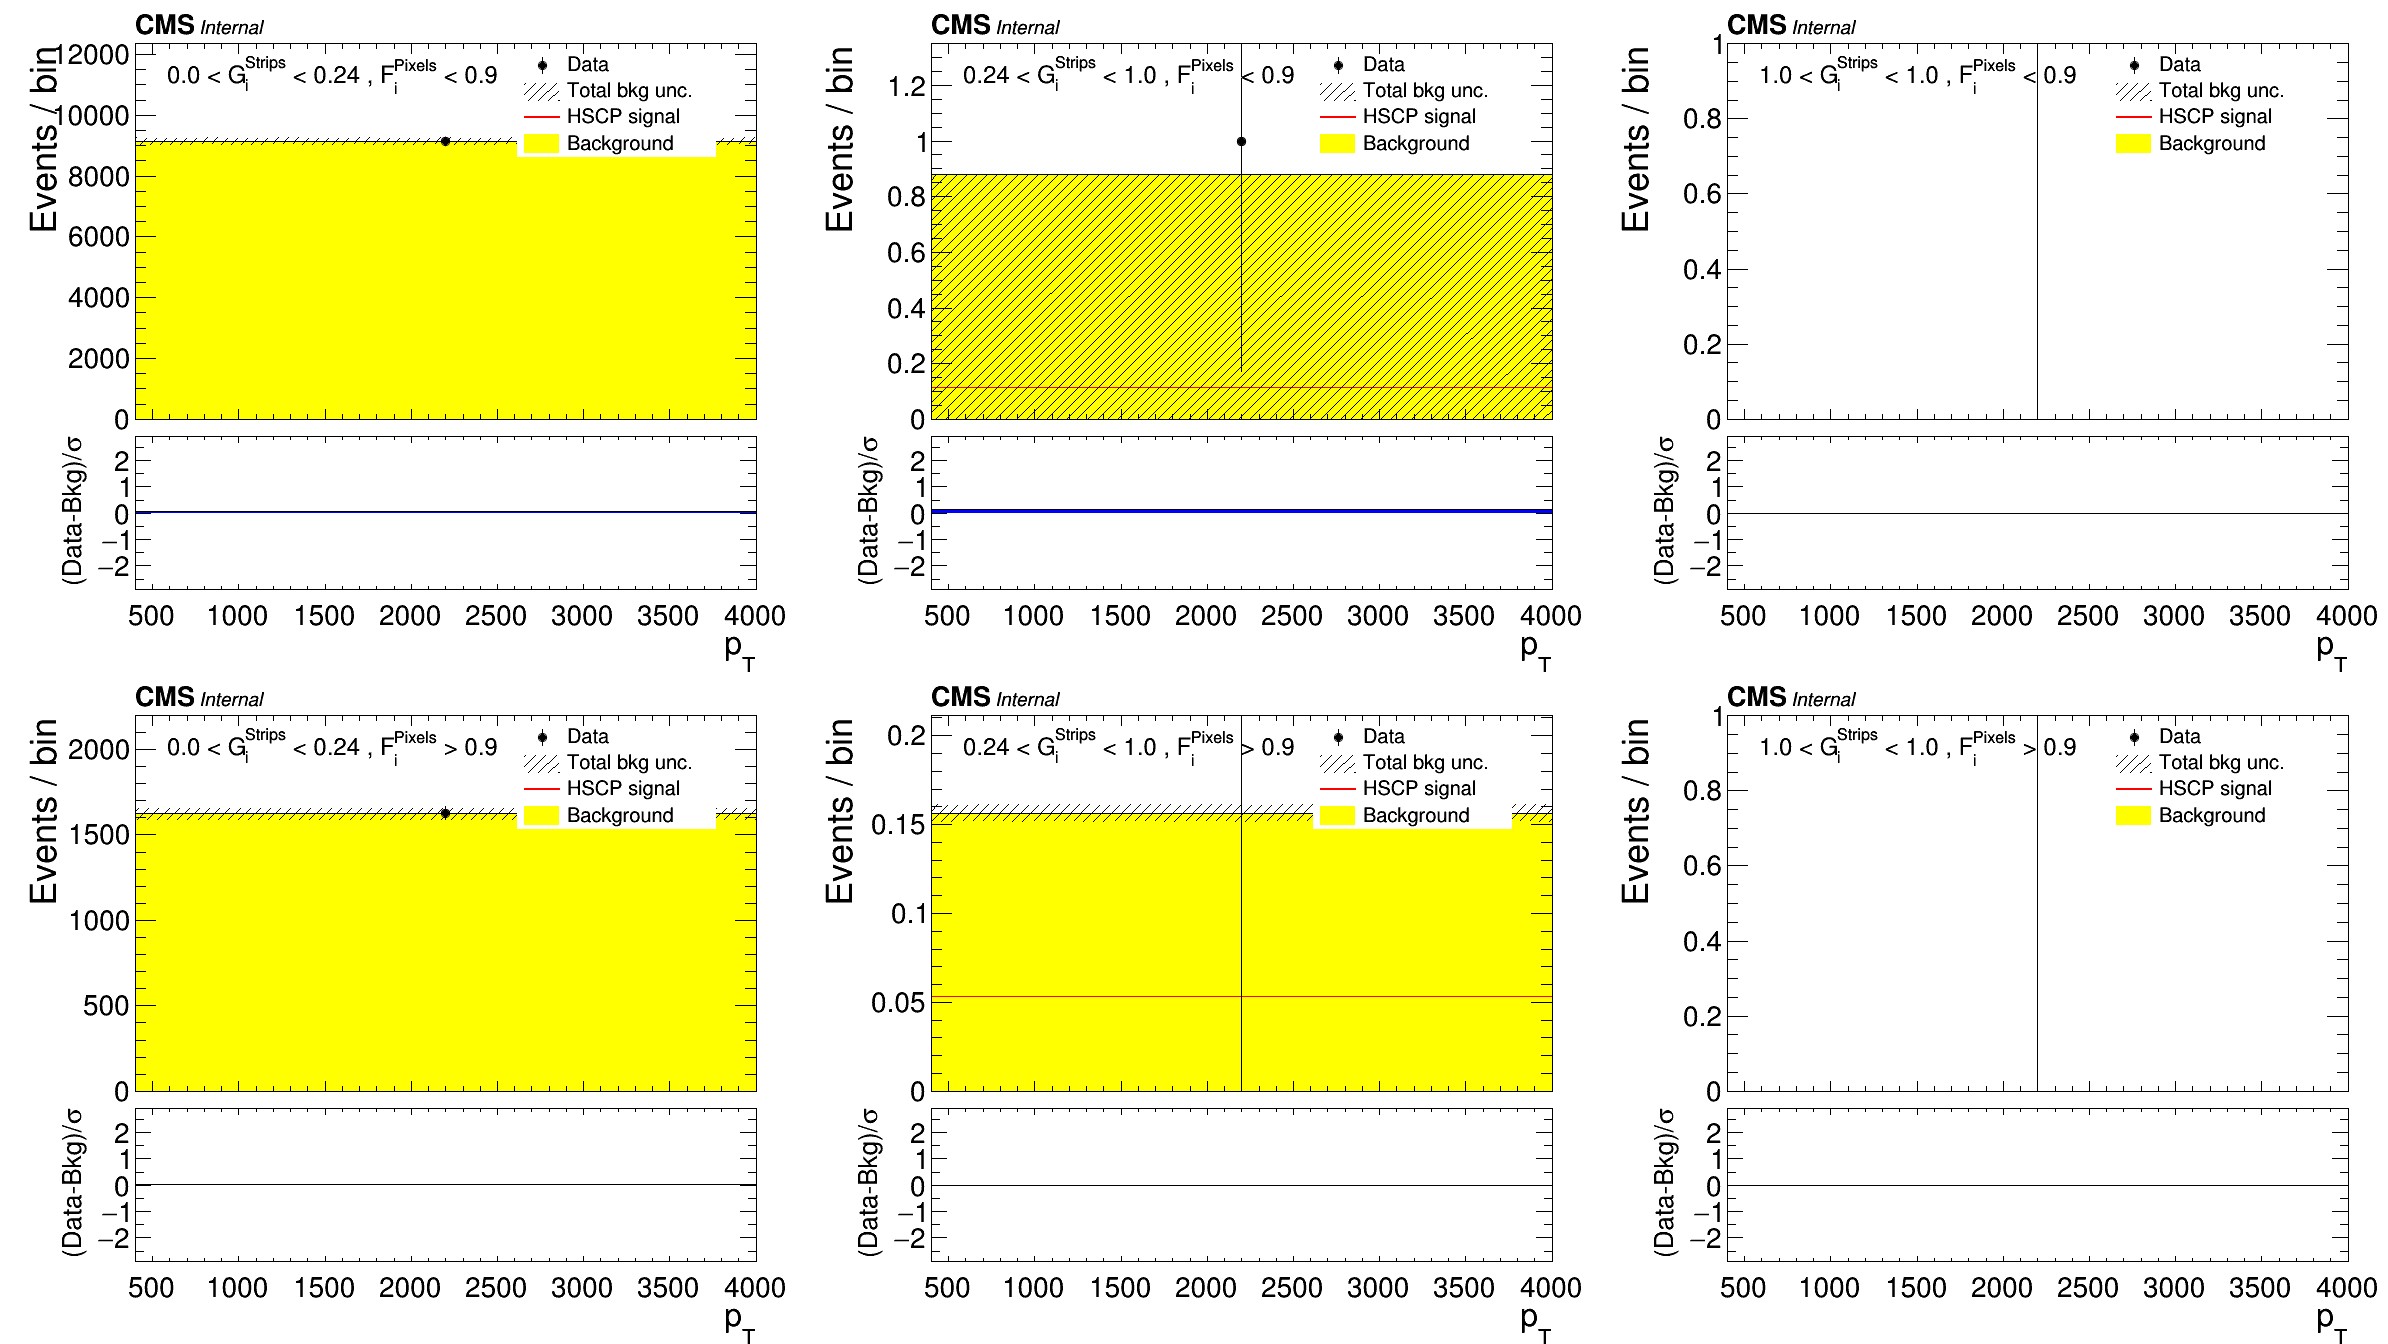 CMS Internal
Events / bin
0.0 < G_i^Strips < 0.24 , F_i^Pixels < 0.9
Data
Total bkg unc.
HSCP signal
Background
12000
10000
8000
6000
4000
2000
0
(Data-Bkg)/σ
2
1
0
−1
−2
500 1000 1500 2000 2500 3000 3500 4000
p_T
CMS Internal
Events / bin
0.24 < G_i^Strips < 1.0 , F_i^Pixels < 0.9
Data
Total bkg unc.
HSCP signal
Background
1.2
1
0.8
0.6
0.4
0.2
0
(Data-Bkg)/σ
2
1
0
−1
−2
500 1000 1500 2000 2500 3000 3500 4000
p_T
CMS Internal
Events / bin
1.0 < G_i^Strips < 1.0 , F_i^Pixels < 0.9
Data
Total bkg unc.
HSCP signal
Background
1
0.8
0.6
0.4
0.2
0
(Data-Bkg)/σ
2
1
0
−1
−2
500 1000 1500 2000 2500 3000 3500 4000
p_T
CMS Internal
Events / bin
0.0 < G_i^Strips < 0.24 , F_i^Pixels > 0.9
Data
Total bkg unc.
HSCP signal
Background
2000
1500
1000
500
0
(Data-Bkg)/σ
2
1
0
−1
−2
500 1000 1500 2000 2500 3000 3500 4000
p_T
CMS Internal
Events / bin
0.24 < G_i^Strips < 1.0 , F_i^Pixels > 0.9
Data
Total bkg unc.
HSCP signal
Background
0.2
0.15
0.1
0.05
0
(Data-Bkg)/σ
2
1
0
−1
−2
500 1000 1500 2000 2500 3000 3500 4000
p_T
CMS Internal
Events / bin
1.0 < G_i^Strips < 1.0 , F_i^Pixels > 0.9
Data
Total bkg unc.
HSCP signal
Background
1
0.8
0.6
0.4
0.2
0
(Data-Bkg)/σ
2
1
0
−1
−2
500 1000 1500 2000 2500 3000 3500 4000
p_T